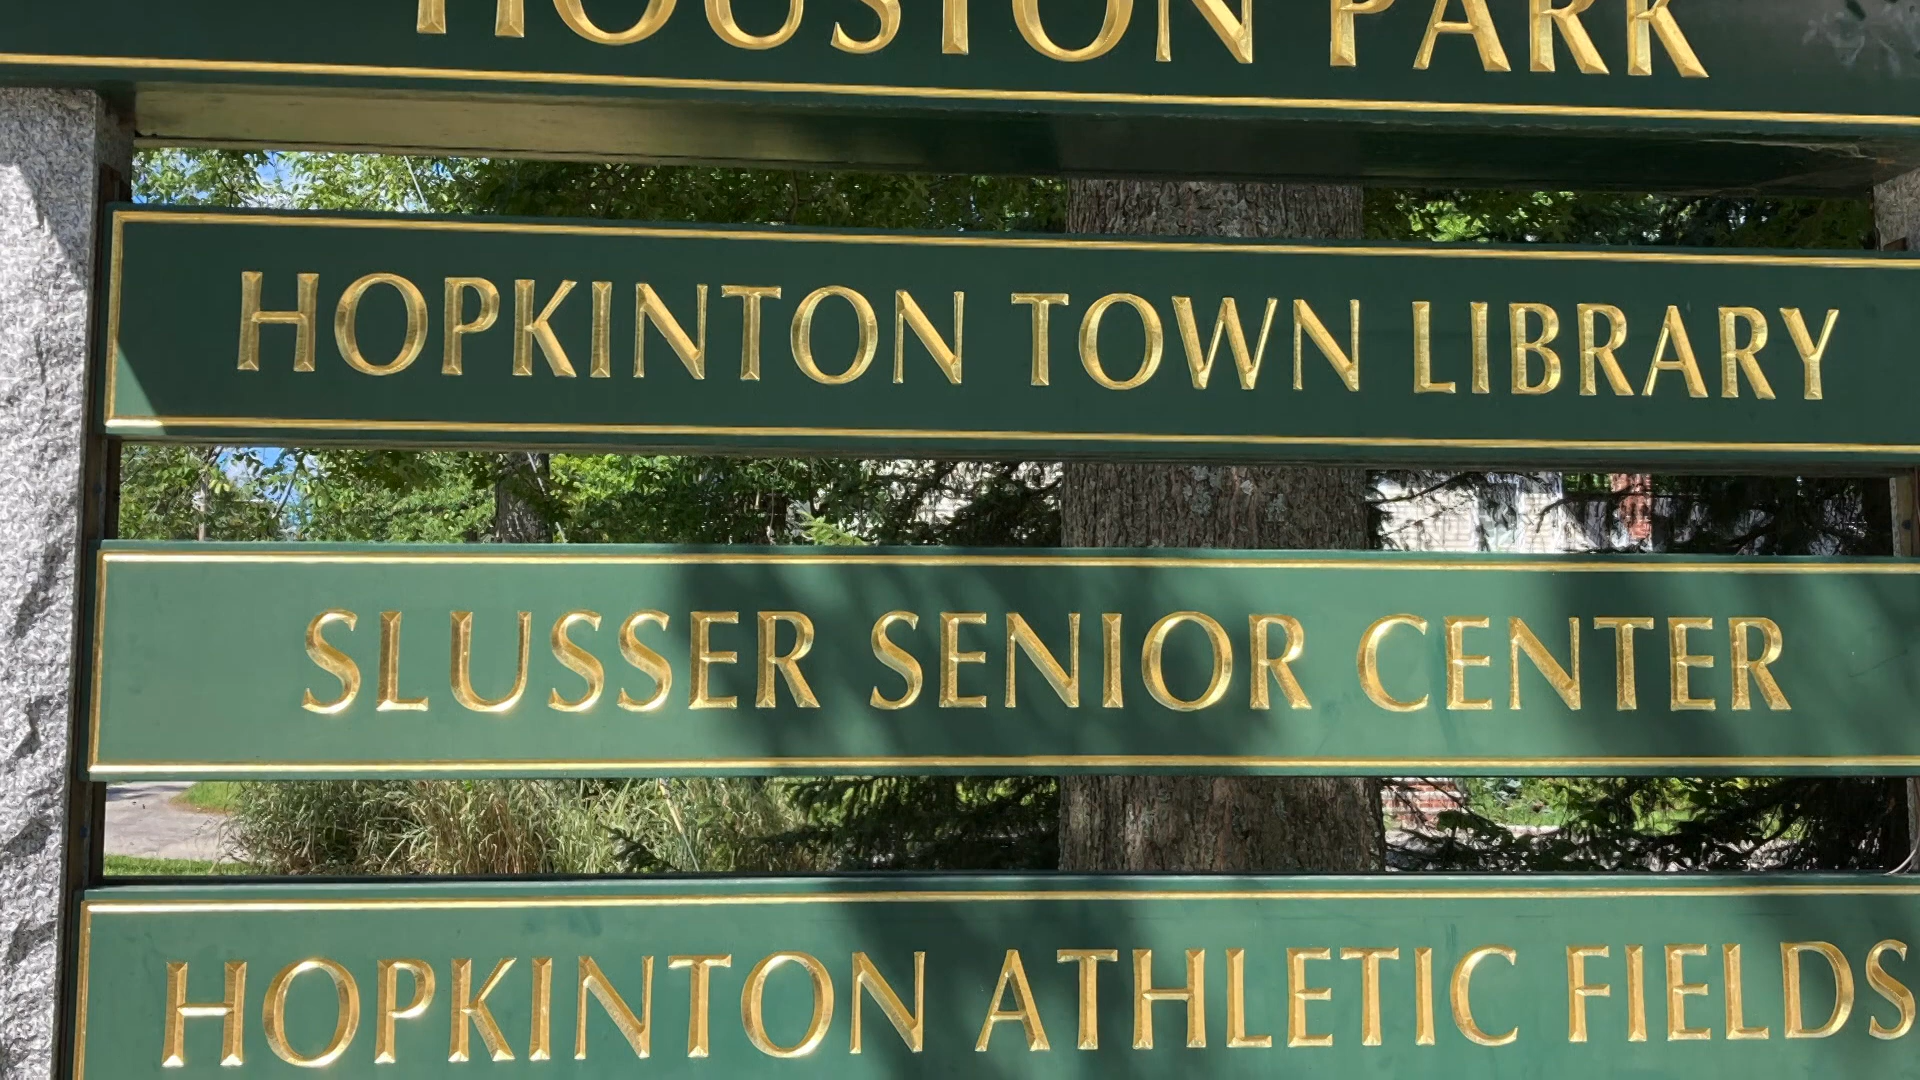 HOUSTON PARK
HOPKINTON TOWN LIBRARY
SLUSSER SENIOR CENTER
HOPKINTON ATHLETIC FIELDS